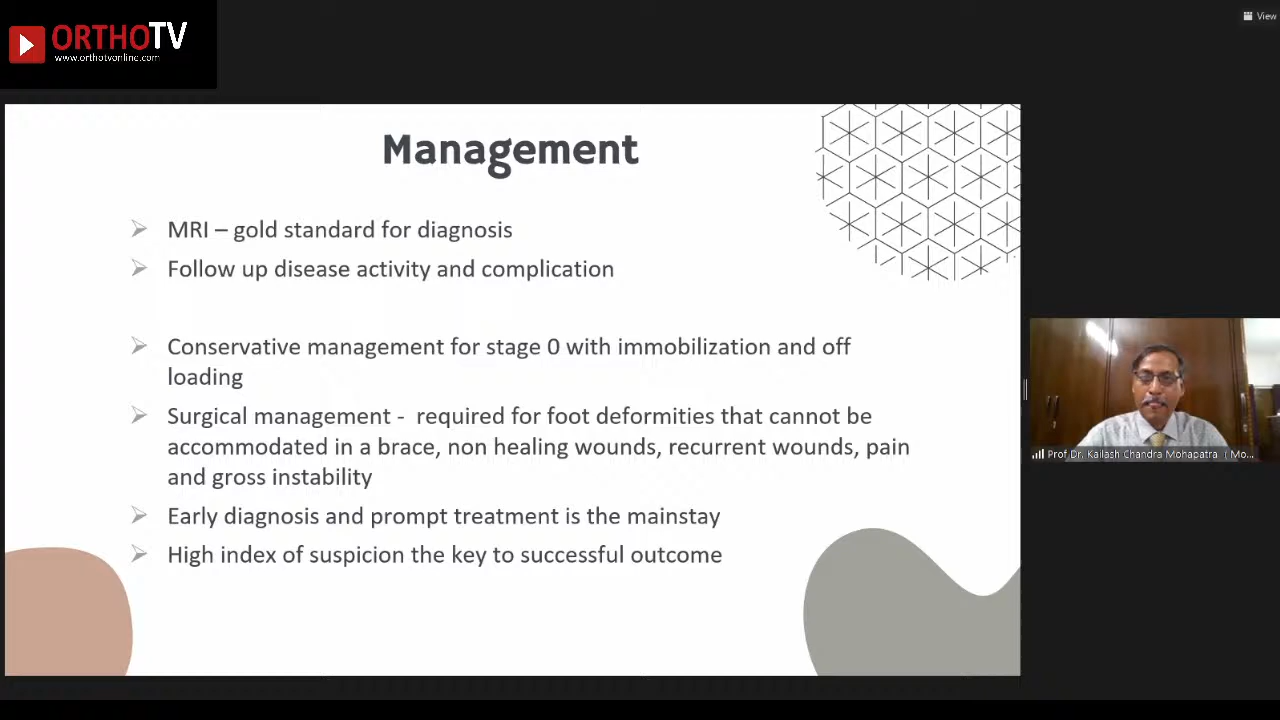 ORTHOTV
www.orthotvonline.com
View
Management
MRI – gold standard for diagnosis
Follow up disease activity and complication
Conservative management for stage 0 with immobilization and off
loading
Surgical management - required for foot deformities that cannot be
accommodated in a brace, non healing wounds, recurrent wounds, pain
and gross instability
Early diagnosis and prompt treatment is the mainstay
High index of suspicion the key to successful outcome
Prof Dr. Kailash Chandra Mohapatra ( Mo...